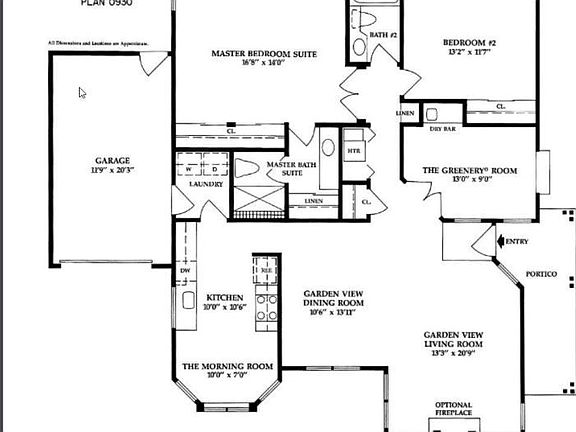 PLAN 0930
All Dimensions and Locations are Approximate.
MASTER BEDROOM SUITE
16'8" x 14'0"
BATH #2
BEDROOM #2
13'2" x 11'7"
LINEN
CL.
DRY BAR
CL.
HTR
GARAGE
11'9" x 20'3"
W
D
LAUNDRY
MASTER BATH
SUITE
LINEN
CL.
THE GREENERY® ROOM
13'0" x 9'0"
ENTRY
PORTICO
DW
REF.
KITCHEN
10'0" x 10'6"
GARDEN VIEW
DINING ROOM
10'6" x 13'11"
GARDEN VIEW
LIVING ROOM
13'3" x 20'9"
THE MORNING ROOM
10'0" x 7'0"
OPTIONAL
FIREPLACE